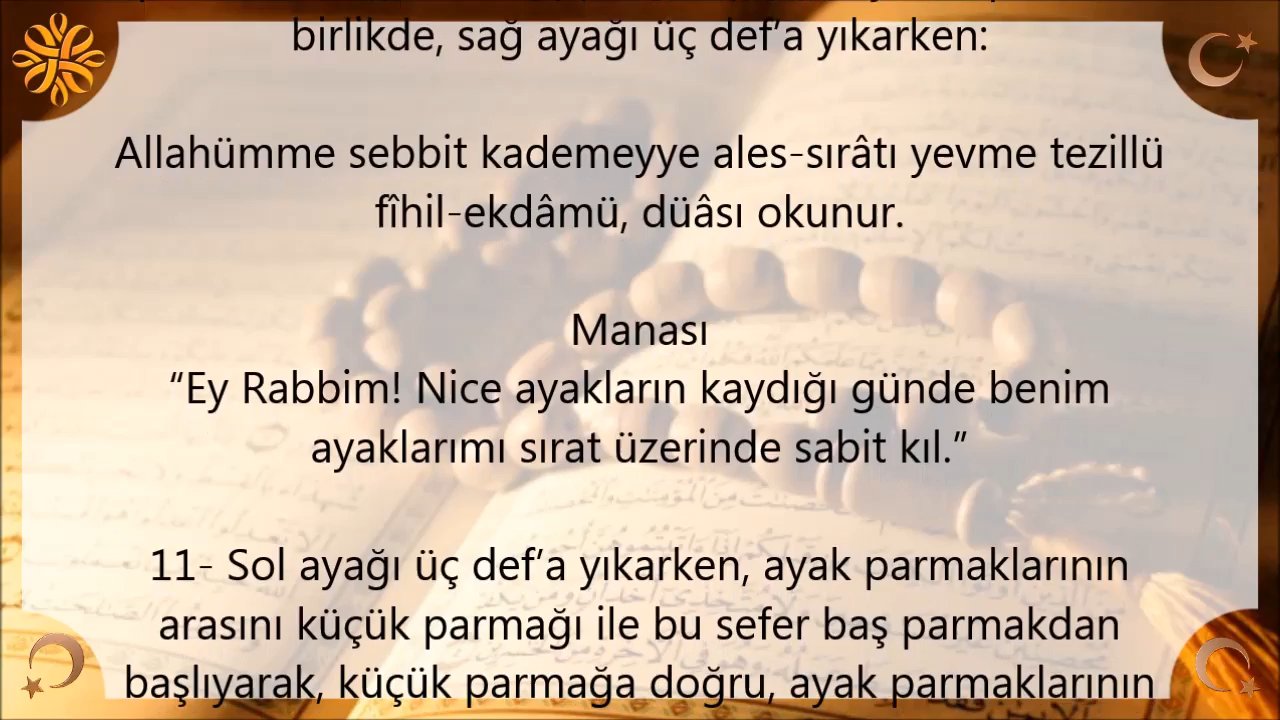 birlikde, sağ ayağı üç def’a yıkarken:
Allahümme sebbit kademeyye ales-sırâtı yevme tezillü
fîhil-ekdâmü, düâsı okunur.
Manası
“Ey Rabbim! Nice ayakların kaydığı günde benim
ayaklarımı sırat üzerinde sabit kıl.”
11- Sol ayağı üç def’a yıkarken, ayak parmaklarının
arasını küçük parmağı ile bu sefer baş parmakdan
başlıyarak, küçük parmağa doğru, ayak parmaklarının